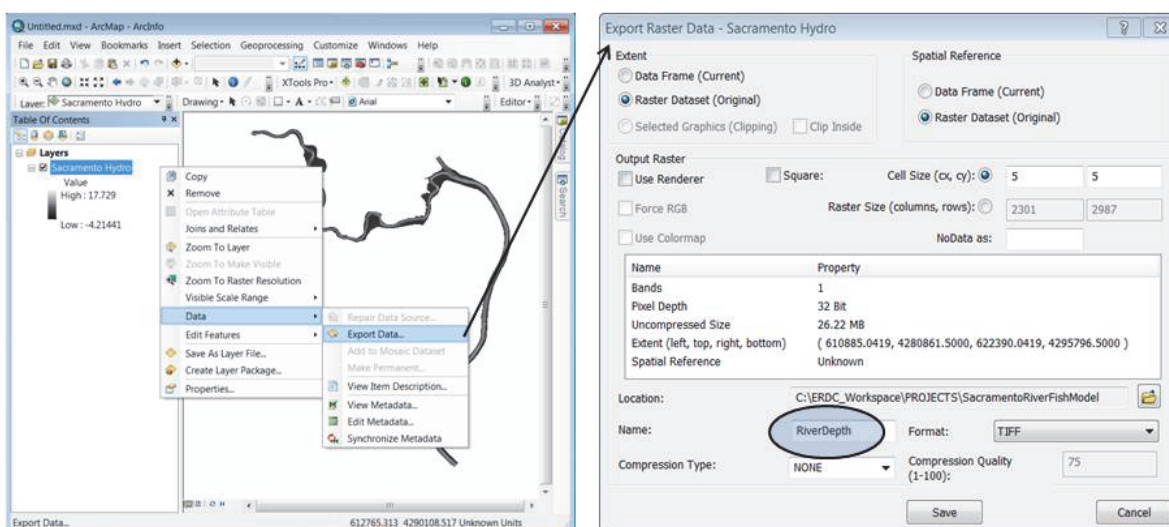 Untitled.mxd - ArcMap - ArcInfo
File Edit View Bookmarks Insert Selection Geoprocessing Customize Windows Help
XTools Pro 3D Analyst
Layer: Sacramento Hydro Drawing A Arial Editor
Table Of Contents
Layers
Sacramento Hydro
Value
High : 17.729
Low : -4.21441
Catalog
Search
Copy
Remove
Open Attribute Table
Joins and Relates
Zoom To Layer
Zoom To Make Visible
Zoom To Raster Resolution
Visible Scale Range
Data
Edit Features
Save As Layer File...
Create Layer Package...
Properties...
Repair Data Source...
Export Data...
Add to Mosaic Dataset
Make Permanent...
View Item Description...
View Metadata...
Edit Metadata...
Synchronize Metadata
Export Data...
612765.313 4290108.517 Unknown Units
Export Raster Data - Sacramento Hydro
Extent
Data Frame (Current)
Raster Dataset (Original)
Selected Graphics (Clipping) Clip Inside
Spatial Reference
Data Frame (Current)
Raster Dataset (Original)
Output Raster
Use Renderer Square: Cell Size (cx, cy): 5 5
Force RGB Raster Size (columns, rows): 2301 2987
Use Colormap NoData as:
Name Property
Bands 1
Pixel Depth 32 Bit
Uncompressed Size 26.22 MB
Extent (left, top, right, bottom) ( 610885.0419, 4280861.5000, 622390.0419, 4295796.5000 )
Spatial Reference Unknown
Location: C:\ERDC_Workspace\PROJECTS\SacramentoRiverFishModel
Name: RiverDepth Format: TIFF
Compression Type: NONE Compression Quality (1-100): 75
Save Cancel